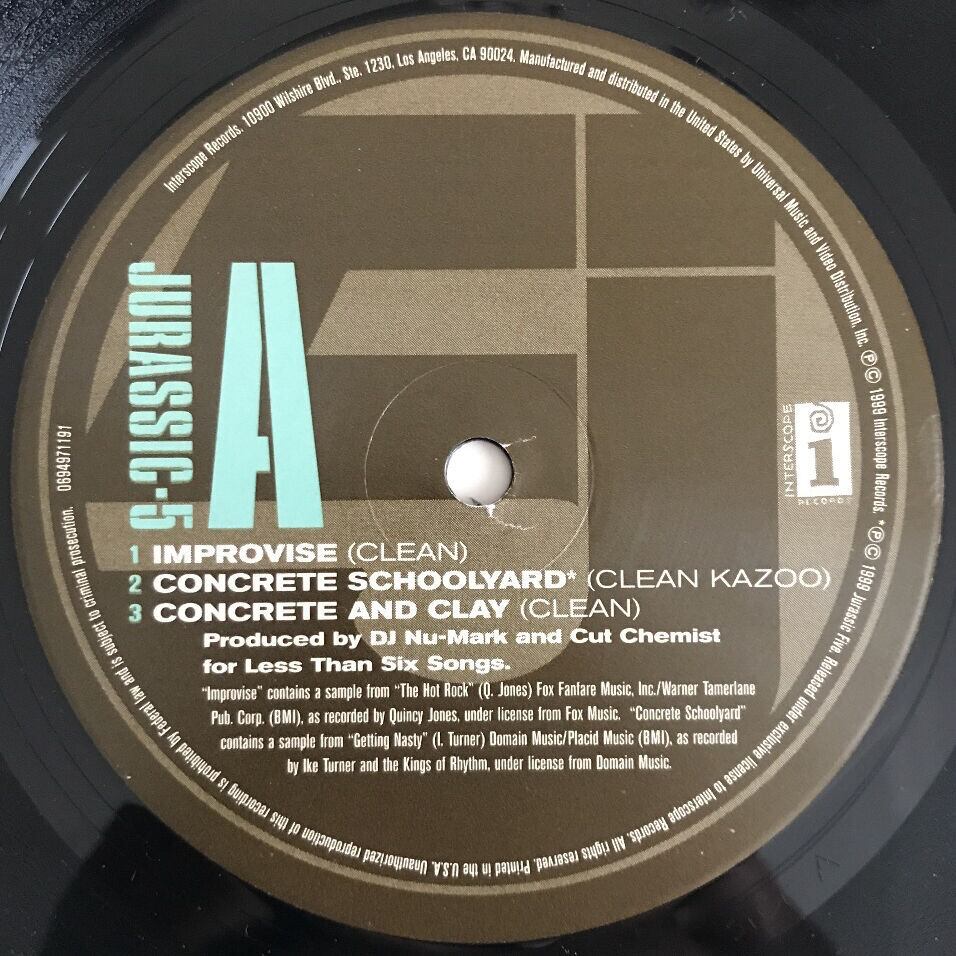 Interscope Records. 10900 Wilshire Blvd., Ste. 1230, Los Angeles, CA 90024. Manufactured and distributed in the United States by Universal Music and Video Distribution, Inc. ℗© 1999 Interscope Records. *℗© 1999 Jurassic Five. Released under exclusive license to Interscope Records. All rights reserved. Printed in the U.S.A. Unauthorized reproduction of this recording is prohibited by Federal law and is subject to criminal prosecution. 0694971191
JURASSIC-5
A
INTERSCOPE
i
RECORDS
1 IMPROVISE (CLEAN)
2 CONCRETE SCHOOLYARD* (CLEAN KAZOO)
3 CONCRETE AND CLAY (CLEAN)
Produced by DJ Nu-Mark and Cut Chemist
for Less Than Six Songs.
"Improvise" contains a sample from "The Hot Rock" (Q. Jones) Fox Fanfare Music, Inc./Warner Tamerlane
Pub. Corp. (BMI), as recorded by Quincy Jones, under license from Fox Music. "Concrete Schoolyard"
contains a sample from "Getting Nasty" (I. Turner) Domain Music/Placid Music (BMI), as recorded
by Ike Turner and the Kings of Rhythm, under license from Domain Music.